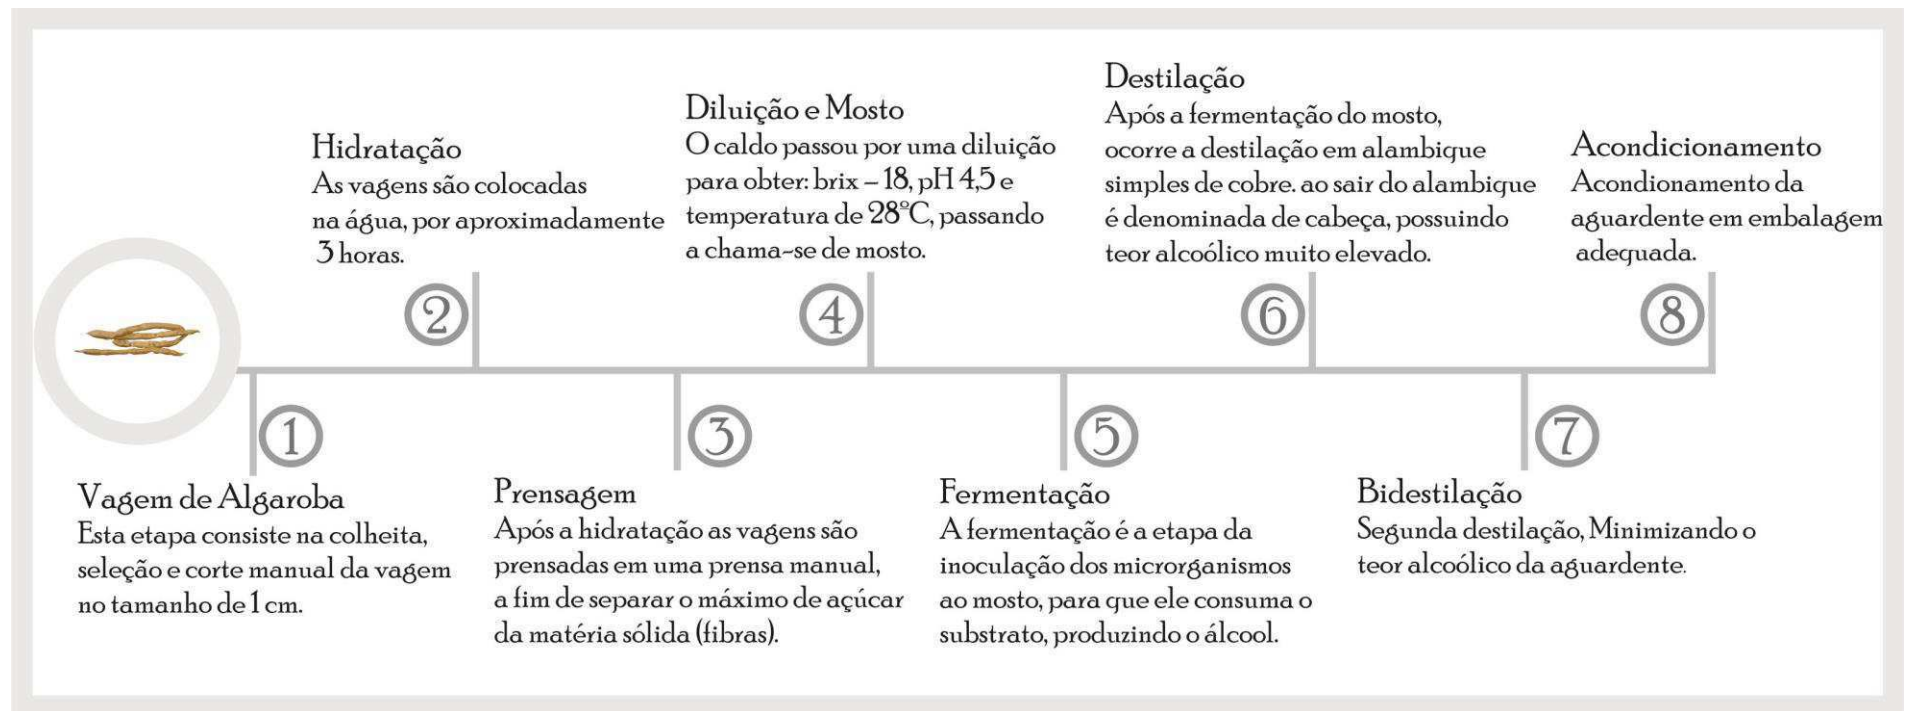 1
Vagem de Algaroba
Esta etapa consiste na colheita,
seleção e corte manual da vagem
no tamanho de 1 cm.
Hidratação
As vagens são colocadas
na água, por aproximadamente
3 horas.
2
3
Prensagem
Após a hidratação as vagens são
prensadas em uma prensa manual,
a fim de separar o máximo de açúcar
da matéria sólida (fibras).
Diluição e Mosto
O caldo passou por uma diluição
para obter: brix – 18, pH 4,5 e
temperatura de 28ºC, passando
a chama-se de mosto.
4
5
Fermentação
A fermentação é a etapa da
inoculação dos microrganismos
ao mosto, para que ele consuma o
substrato, produzindo o álcool.
Destilação
Após a fermentação do mosto,
ocorre a destilação em alambique
simples de cobre. ao sair do alambique
é denominada de cabeça, possuindo
teor alcoólico muito elevado.
6
7
Bidestilação
Segunda destilação, Minimizando o
teor alcoólico da aguardente.
Acondicionamento
Acondionamento da
aguardente em embalagem
adequada.
8